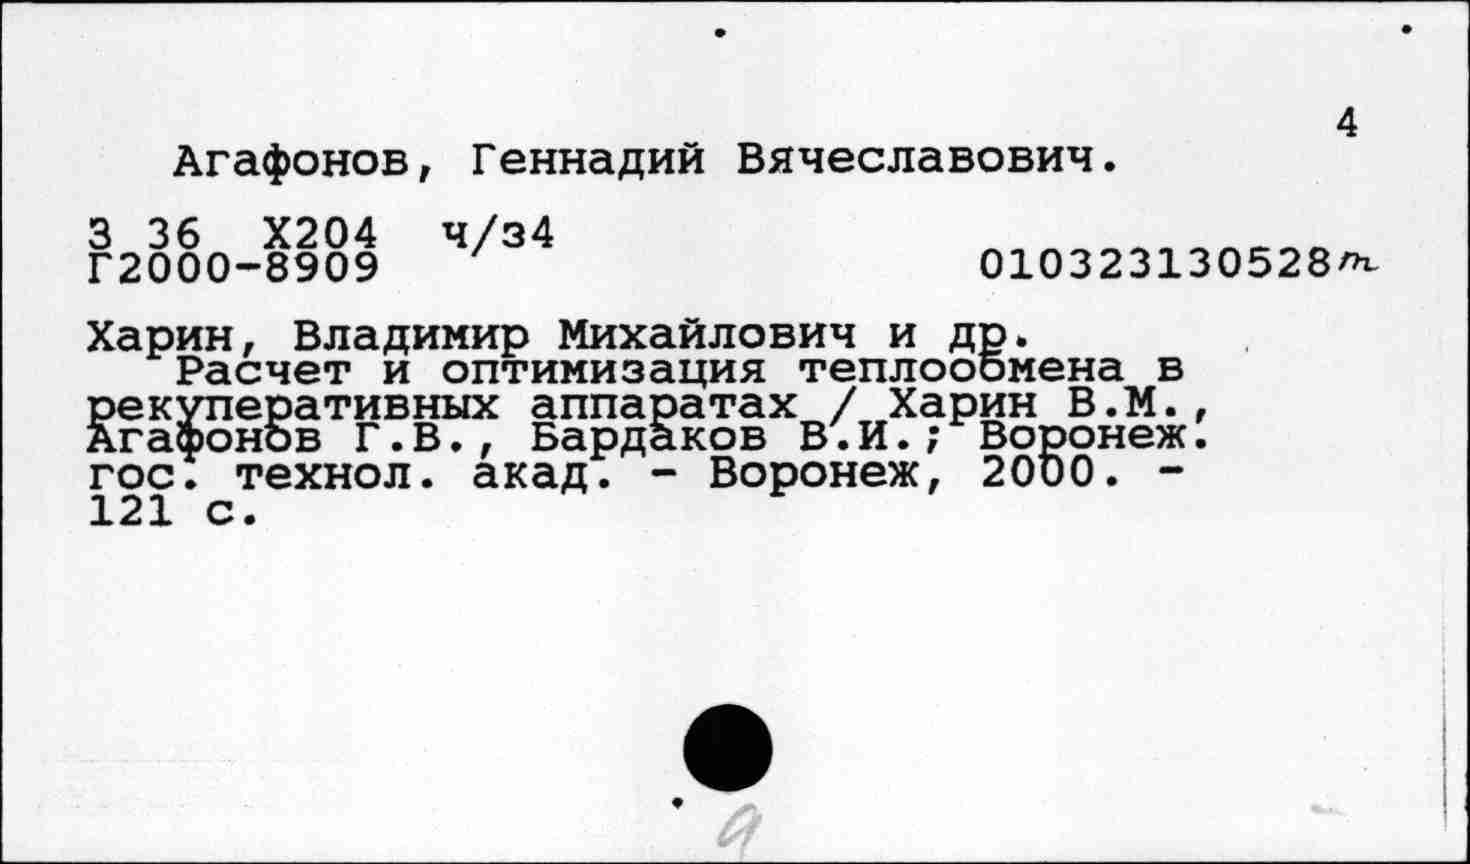 4
Агафонов, Геннадий Вячеславович.
З 36 Х204 ч/з4
Г2000-8909 010323130528
Харин, Владимир Михайлович и др.
Расчет и оптимизация теплообмена в
рекуперативных аппаратах / Харин В.М.,
Агафонов Г.В., Бардаков В.И.; Воронеж.
гос. технол. акад. - Воронеж, 2000. -
121 с.
9